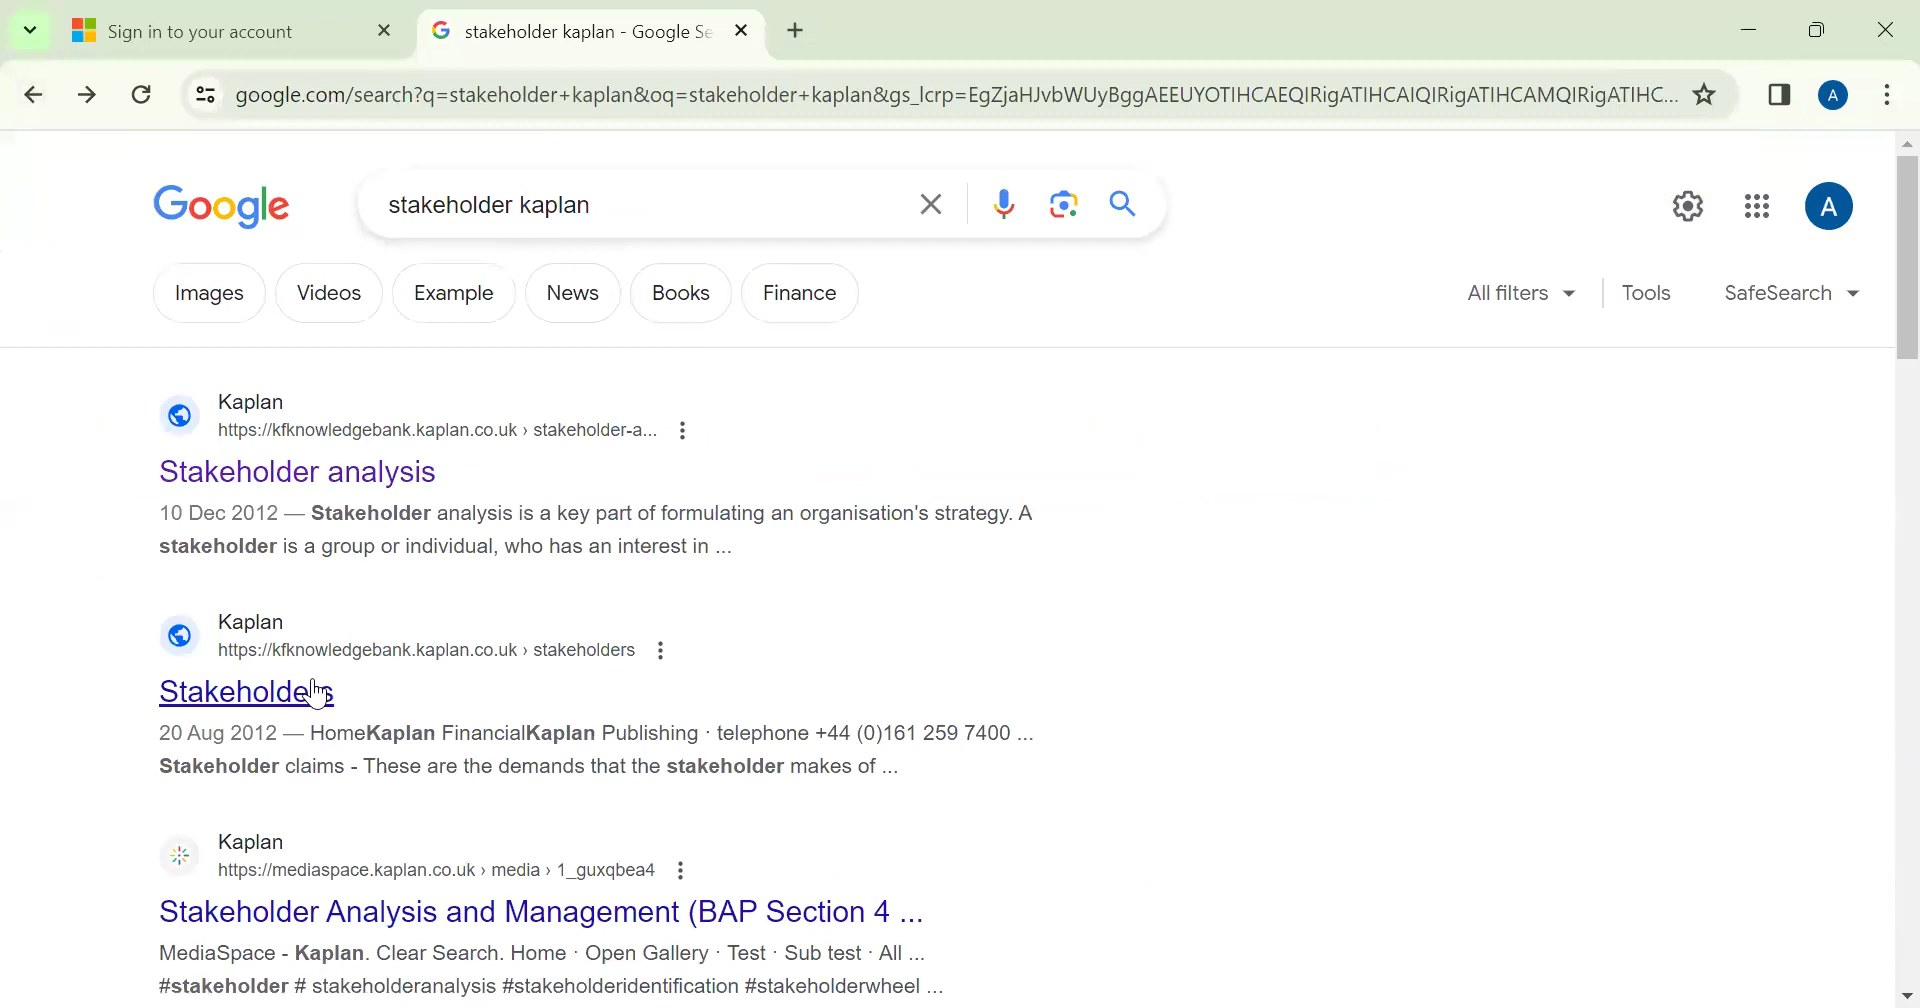 Sign in to your account
stakeholder kaplan - Google Se
google.com/search?q=stakeholder+kaplan&oq=stakeholder+kaplan&gs_lcrp=EgZjaHJvbWUyBggAEEUYOTIHCAEQIRigATIHCAIQIRigATIHCAMQIRigATIHC...
A
Google
stakeholder kaplan
A
Images
Videos
Example
News
Books
Finance
All filters
Tools
SafeSearch
Kaplan
https://kfknowledgebank.kaplan.co.uk › stakeholder-a...
Stakeholder analysis
10 Dec 2012 — Stakeholder analysis is a key part of formulating an organisation's strategy. A
stakeholder is a group or individual, who has an interest in ...
Kaplan
https://kfknowledgebank.kaplan.co.uk › stakeholders
Stakeholders
20 Aug 2012 — HomeKaplan FinancialKaplan Publishing · telephone +44 (0)161 259 7400 ...
Stakeholder claims - These are the demands that the stakeholder makes of ...
Kaplan
https://mediaspace.kaplan.co.uk › media › 1_guxqbea4
Stakeholder Analysis and Management (BAP Section 4 ...
MediaSpace - Kaplan. Clear Search. Home · Open Gallery · Test · Sub test · All ...
#stakeholder # stakeholderanalysis #stakeholderidentification #stakeholderwheel ...